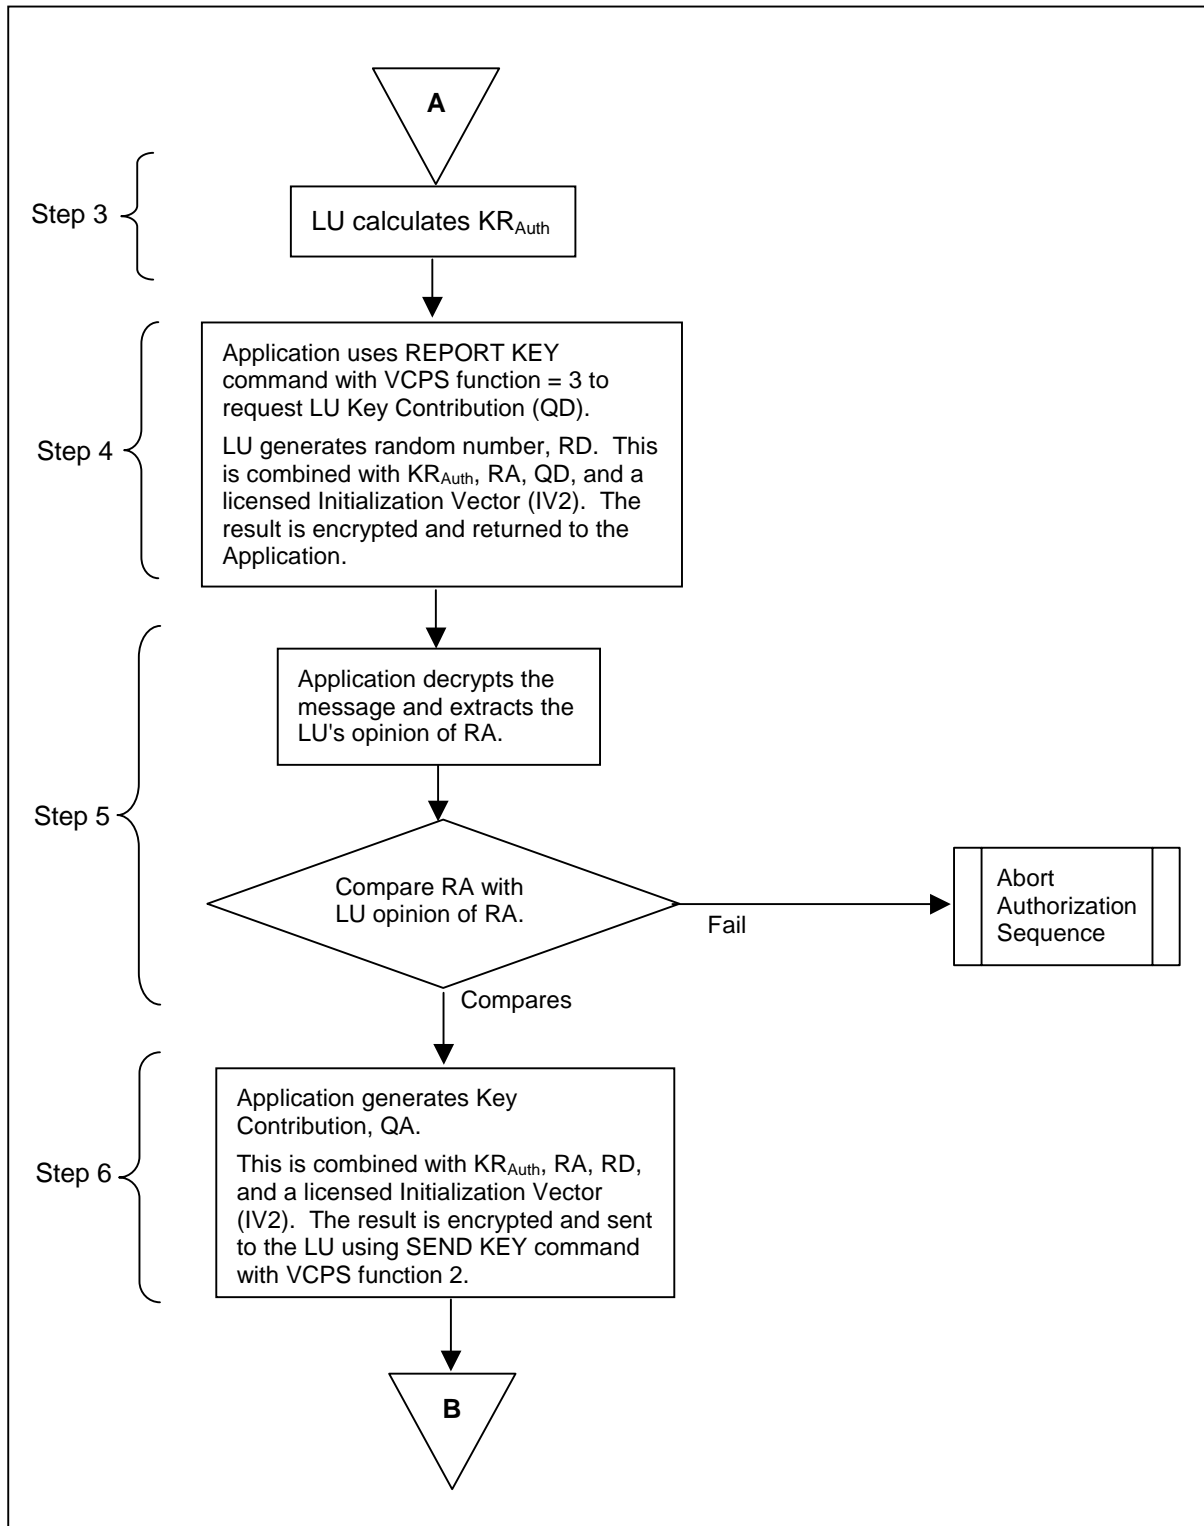 A
Step 3
LU calculates KRAuth
Step 4
Application uses REPORT KEY
command with VCPS function = 3 to
request LU Key Contribution (QD).
LU generates random number, RD.  This
is combined with KRAuth, RA, QD, and a
licensed Initialization Vector (IV2).  The
result is encrypted and returned to the
Application.
Step 5
Application decrypts the
message and extracts the
LU's opinion of RA.
Compare RA with
LU opinion of RA.
Fail
Abort
Authorization
Sequence
Compares
Step 6
Application generates Key
Contribution, QA.
This is combined with KRAuth, RA, RD,
and a licensed Initialization Vector
(IV2).  The result is encrypted and sent
to the LU using SEND KEY command
with VCPS function 2.
B